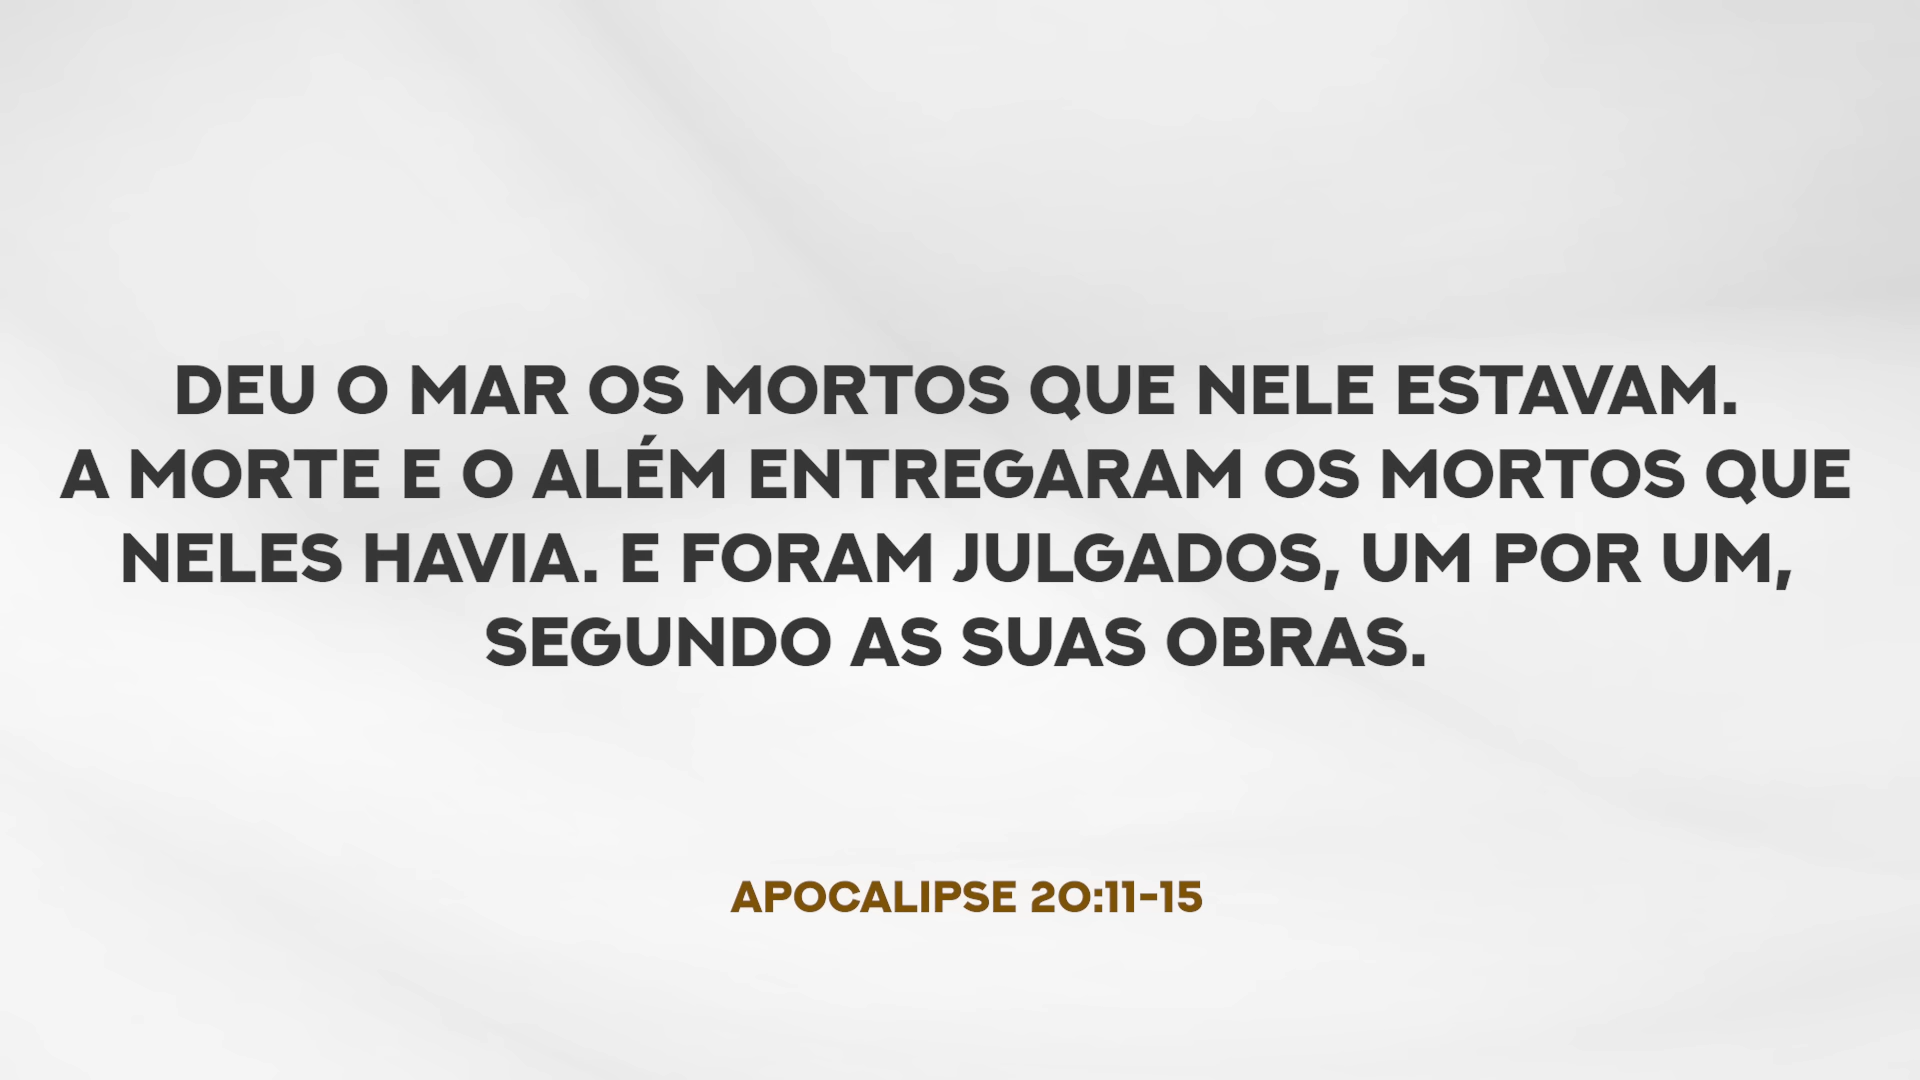 DEU O MAR OS MORTOS QUE NELE ESTAVAM.
A MORTE E O ALÉM ENTREGARAM OS MORTOS QUE
NELES HAVIA. E FORAM JULGADOS, UM POR UM,
SEGUNDO AS SUAS OBRAS.
APOCALIPSE 20:11-15